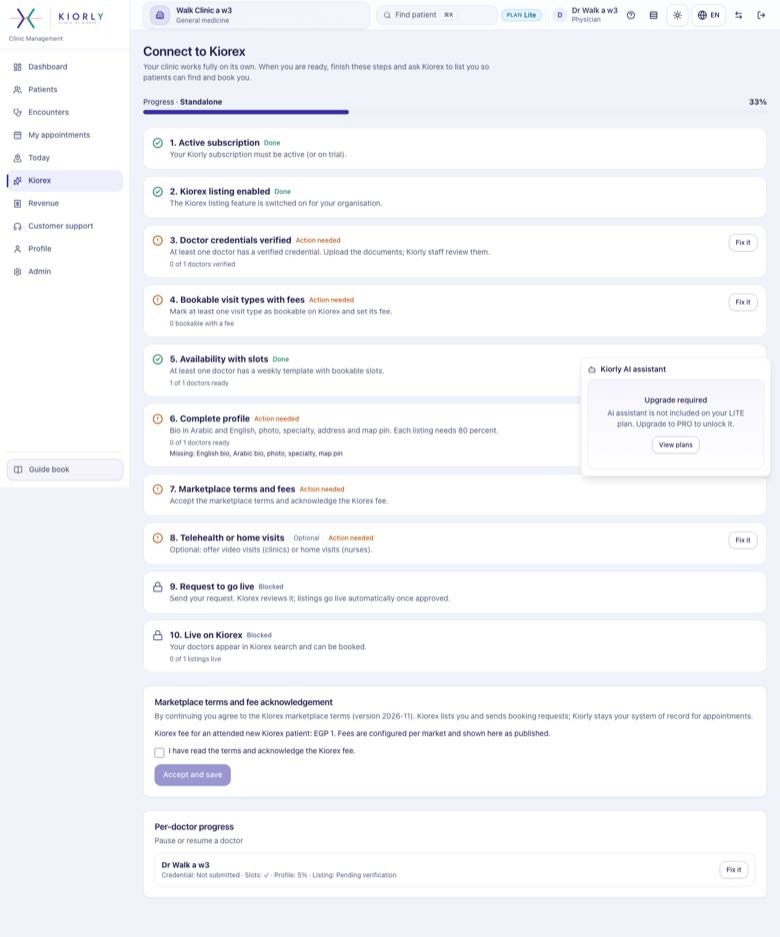 KIORLY
Clinic Management
Dashboard
Patients
Encounters
My appointments
Today
Kiorex
Revenue
Customer support
Profile
Admin
Guide book
Walk Clinic a w3
General medicine
Find patient ⌘K
PLAN Lite
D
Dr Walk a w3
Physician
EN
Connect to Kiorex
Your clinic works fully on its own. When you are ready, finish these steps and ask Kiorex to list you so
patients can find and book you.
Progress · Standalone
33%
1. Active subscription Done
Your Kiorly subscription must be active (or on trial).
2. Kiorex listing enabled Done
The Kiorex listing feature is switched on for your organisation.
3. Doctor credentials verified Action needed
At least one doctor has a verified credential. Upload the documents; Kiorly staff review them.
0 of 1 doctors verified
Fix it
4. Bookable visit types with fees Action needed
Mark at least one visit type as bookable on Kiorex and set its fee.
0 bookable with a fee
Fix it
5. Availability with slots Done
At least one doctor has a weekly template with bookable slots.
1 of 1 doctors ready
6. Complete profile Action needed
Bio in Arabic and English, photo, specialty, address and map pin. Each listing needs 80 percent.
0 of 1 doctors ready
Missing: English bio, Arabic bio, photo, specialty, map pin
Kiorly AI assistant
Upgrade required
AI assistant is not included on your LITE
plan. Upgrade to PRO to unlock it.
View plans
7. Marketplace terms and fees Action needed
Accept the marketplace terms and acknowledge the Kiorex fee.
8. Telehealth or home visits Optional Action needed
Optional: offer video visits (clinics) or home visits (nurses).
Fix it
9. Request to go live Blocked
Send your request. Kiorex reviews it; listings go live automatically once approved.
10. Live on Kiorex Blocked
Your doctors appear in Kiorex search and can be booked.
0 of 1 listings live
Marketplace terms and fee acknowledgement
By continuing you agree to the Kiorex marketplace terms (version 2026-11). Kiorex lists you and sends booking requests; Kiorly stays your system of record for appointments.
Kiorex fee for an attended new Kiorex patient: EGP 1. Fees are configured per market and shown here as published.
I have read the terms and acknowledge the Kiorex fee.
Accept and save
Per-doctor progress
Pause or resume a doctor
Dr Walk a w3
Credential: Not submitted · Slots: ✓ · Profile: 5% · Listing: Pending verification
Fix it